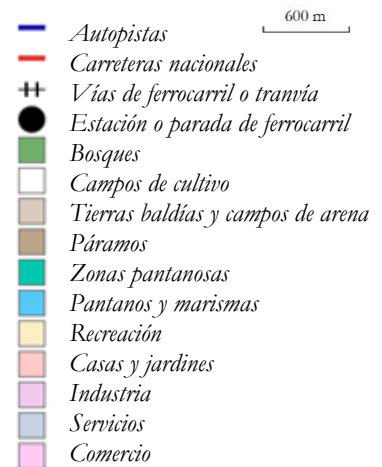 600 m
Autopistas
Carreteras nacionales
Vías de ferrocarril o tranvía
Estación o parada de ferrocarril
Bosques
Campos de cultivo
Tierras baldías y campos de arena
Páramos
Zonas pantanosas
Pantanos y marismas
Recreación
Casas y jardines
Industria
Servicios
Comercio